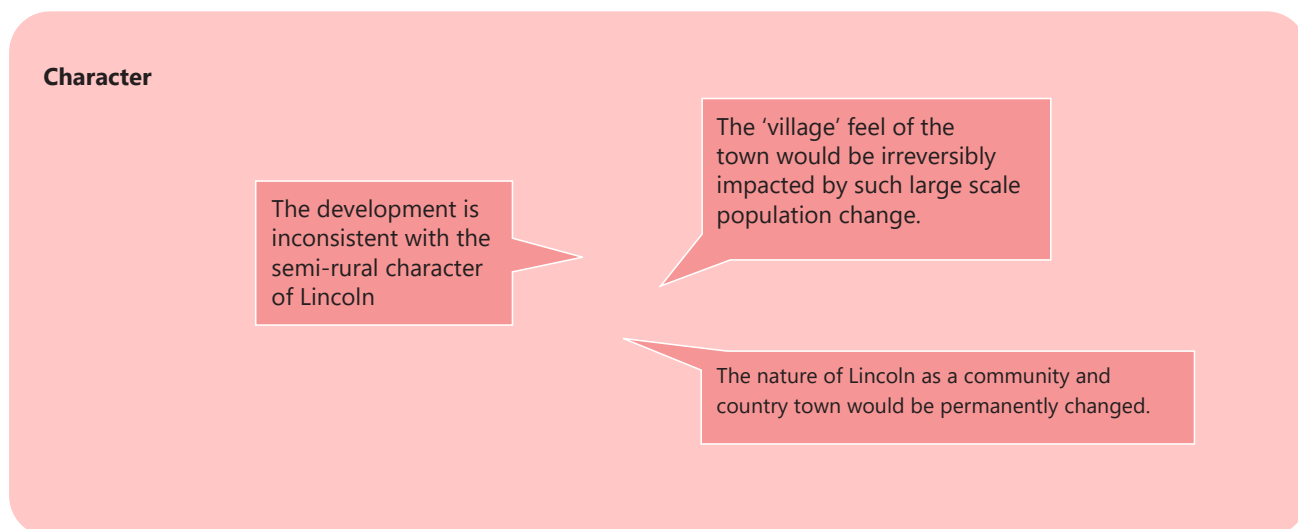 Character
The ‘village’ feel of the
town would be irreversibly
impacted by such large scale
population change.
The development is
inconsistent with the
semi-rural character
of Lincoln
The nature of Lincoln as a community and
country town would be permanently changed.